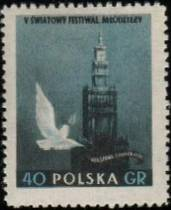 V ŚWIATOWY FESTIWAL MŁODZIEŻY
40 POLSKA GR